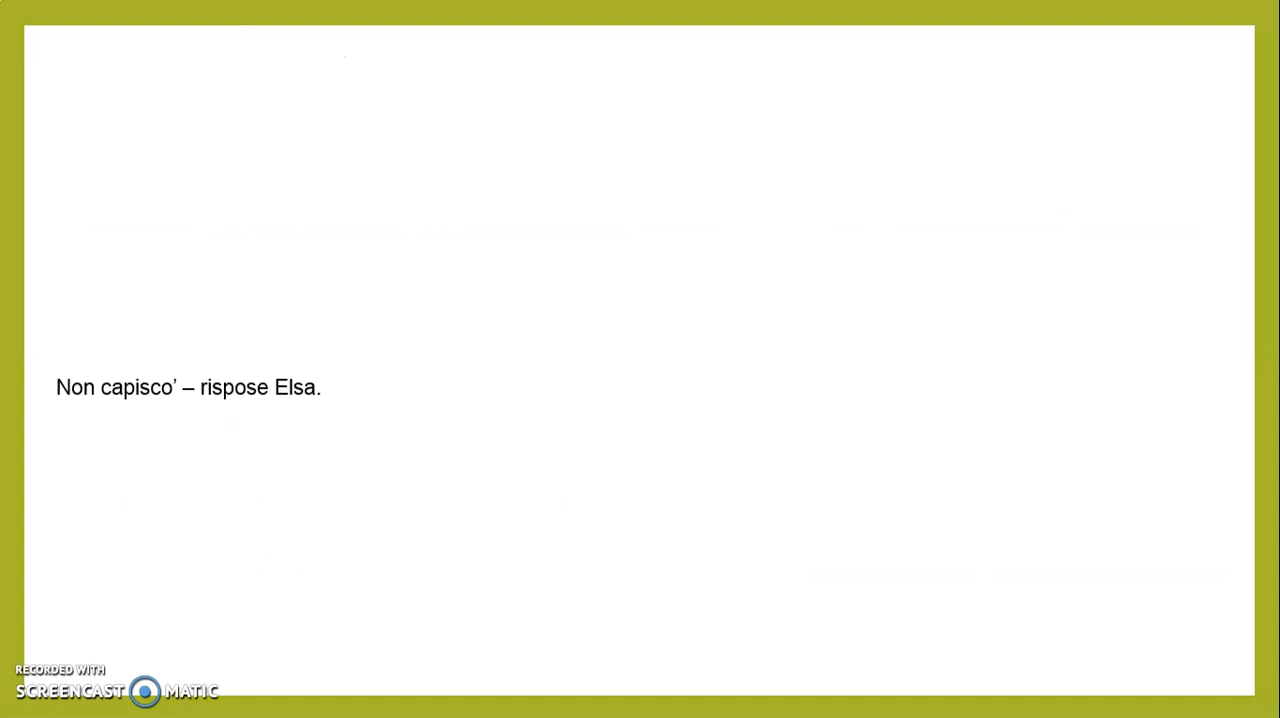 Non capisco’ – rispose Elsa.
RECORDED WITH
SCREENCAST MATIC